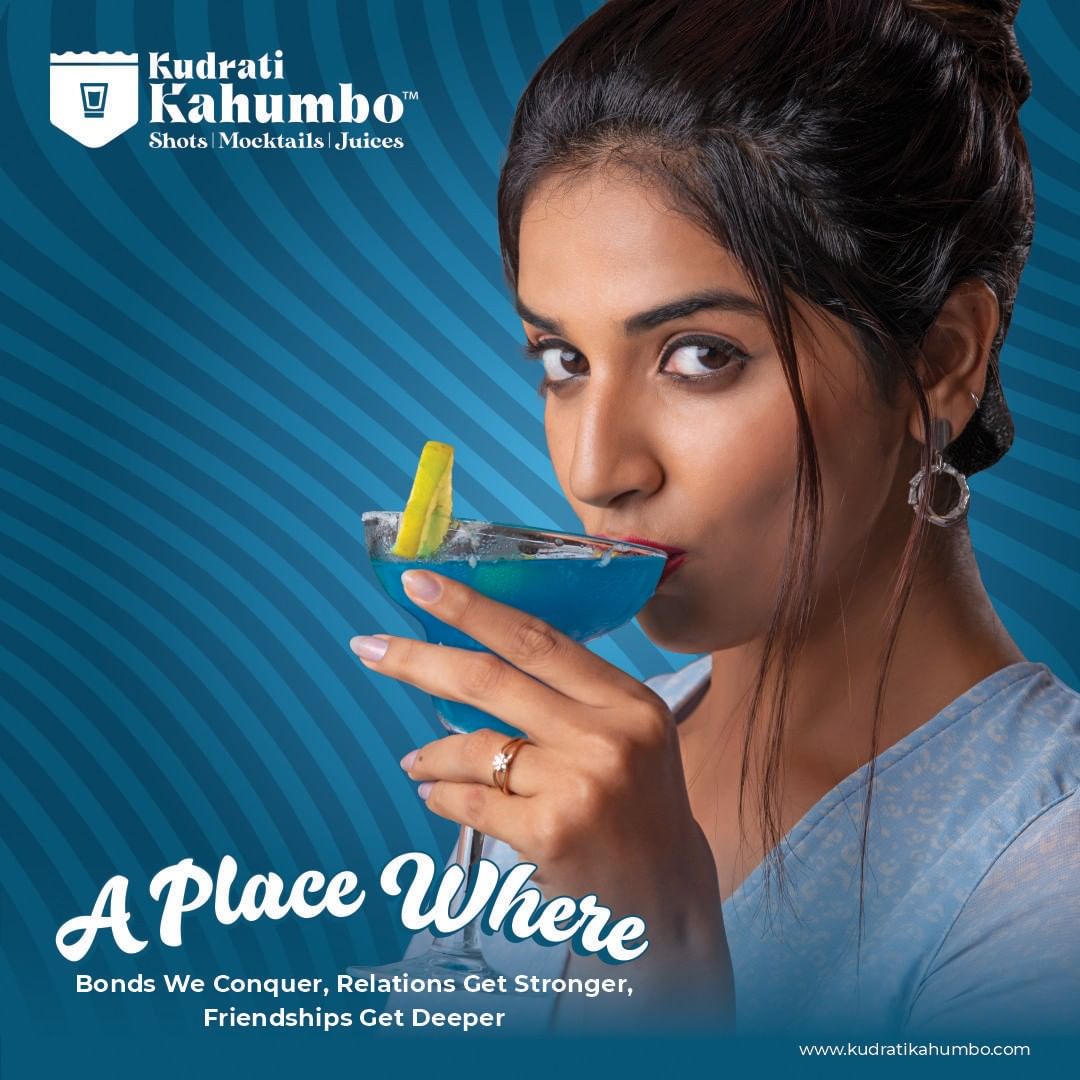 Kudrati
Kahumbo™
Shots | Mocktails | Juices
A Place Where
Bonds We Conquer, Relations Get Stronger,
Friendships Get Deeper
www.kudratikahumbo.com